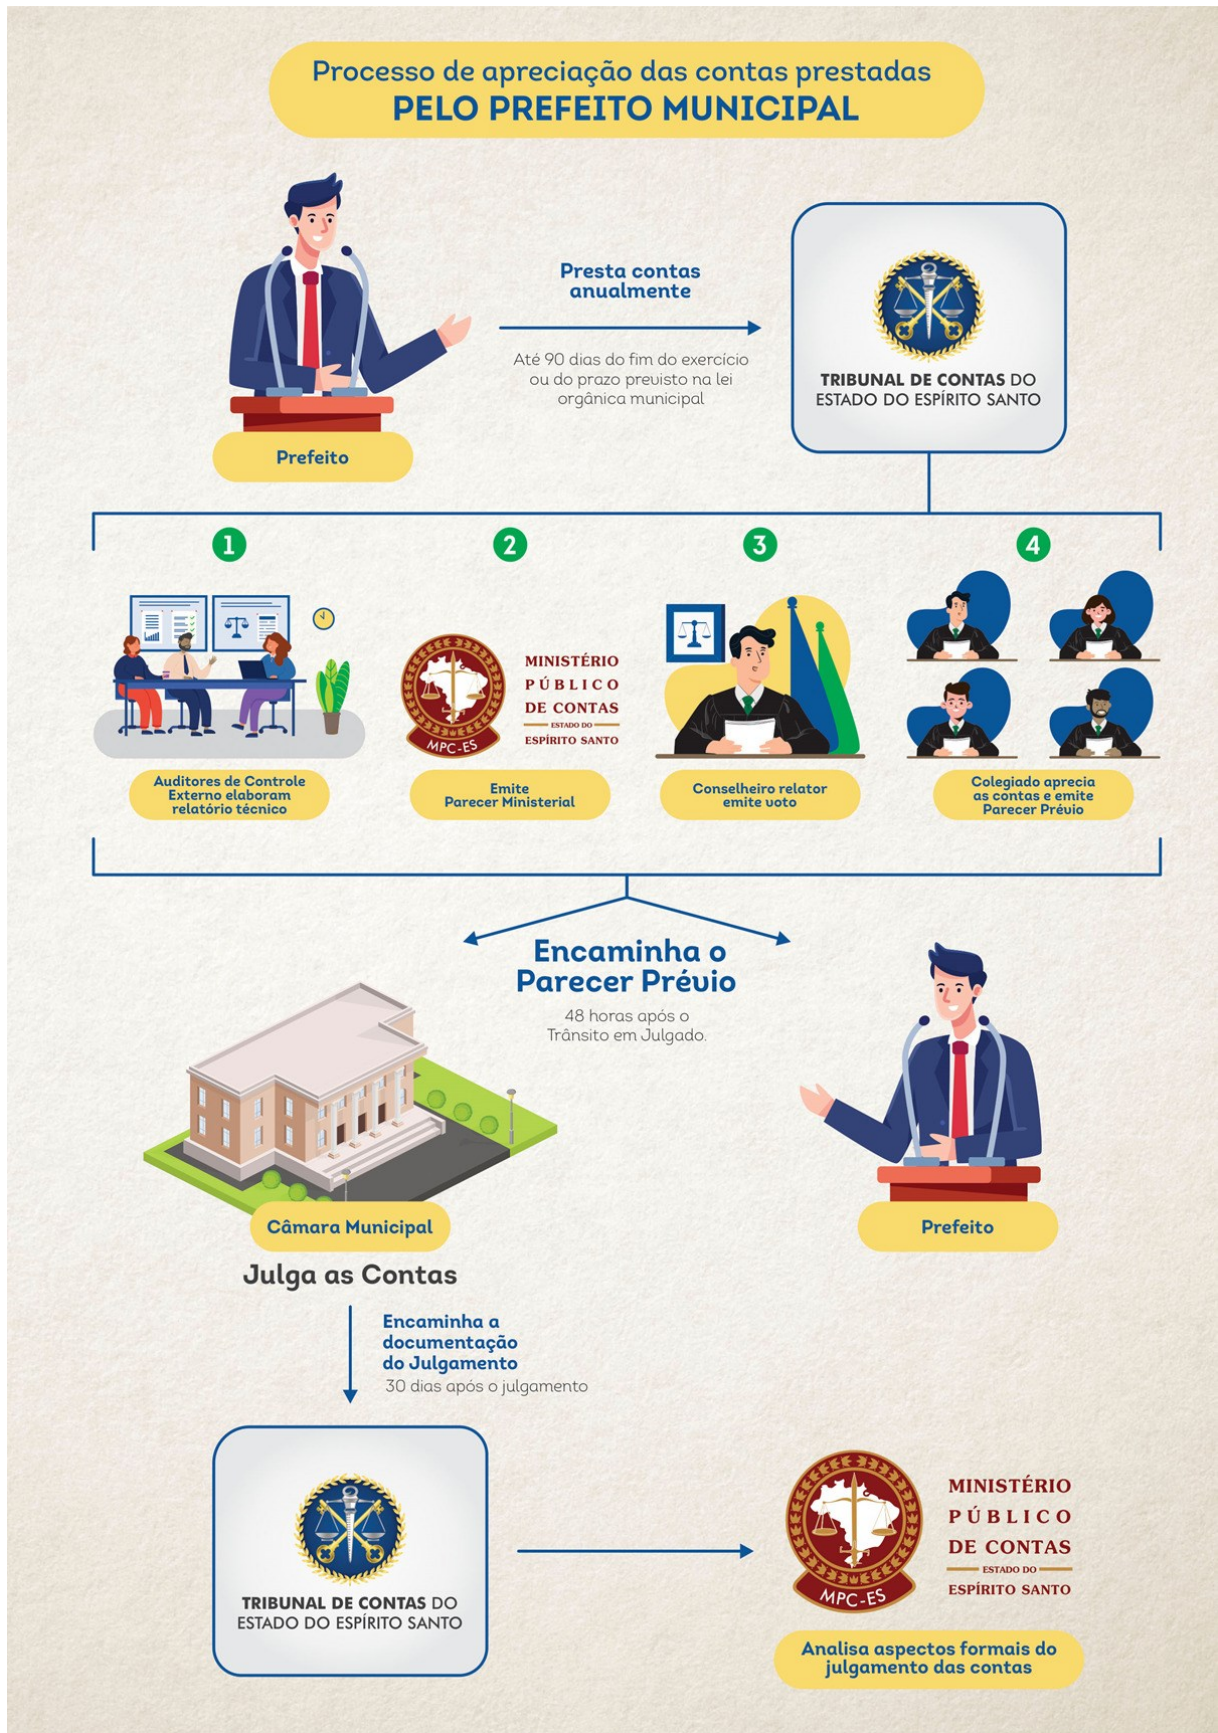 Processo de apreciação das contas prestadas
PELO PREFEITO MUNICIPAL
Presta contas
anualmente
Até 90 dias do fim do exercício
ou do prazo previsto na lei
orgânica municipal
TRIBUNAL DE CONTAS DO
ESTADO DO ESPÍRITO SANTO
Prefeito
1
2
3
4
MINISTÉRIO
PÚBLICO
DE CONTAS
ESTADO DO
ESPÍRITO SANTO
MPC-ES
Auditores de Controle
Externo elaboram
relatório técnico
Emite
Parecer Ministerial
Conselheiro relator
emite voto
Colegiado aprecia
as contas e emite
Parecer Prévio
Encaminha o
Parecer Prévio
48 horas após o
Trânsito em Julgado.
Câmara Municipal
Prefeito
Julga as Contas
Encaminha a
documentação
do Julgamento
30 dias após o julgamento
TRIBUNAL DE CONTAS DO
ESTADO DO ESPÍRITO SANTO
MINISTÉRIO
PÚBLICO
DE CONTAS
ESTADO DO
ESPÍRITO SANTO
MPC-ES
Analisa aspectos formais do
julgamento das contas